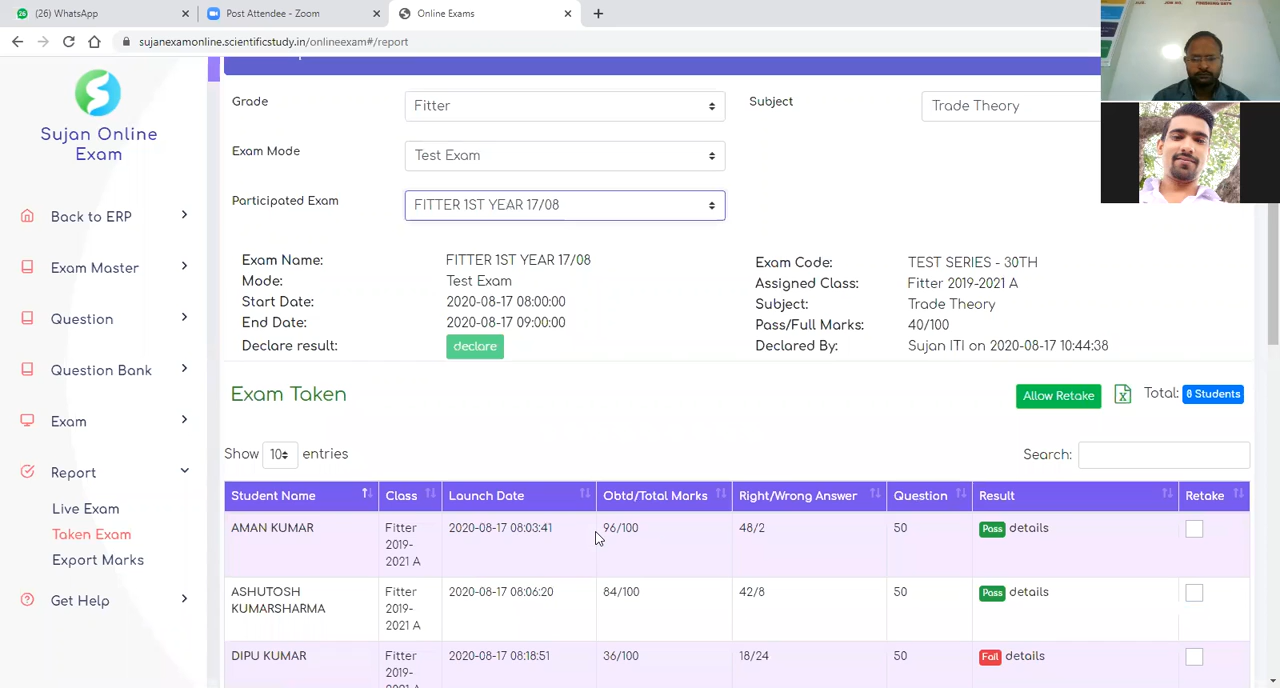 (26) WhatsApp
Post Attendee - Zoom
Online Exams
sujanexamonline.scientificstudy.in/onlineexam#/report
Sujan Online
Exam
Back to ERP
Exam Master
Question
Question Bank
Exam
Report
Live Exam
Taken Exam
Export Marks
Get Help
Grade Fitter Subject Trade Theory
Exam Mode Test Exam
Participated Exam FITTER 1ST YEAR 17/08
Exam Name: FITTER 1ST YEAR 17/08
Mode: Test Exam
Start Date: 2020-08-17 08:00:00
End Date: 2020-08-17 09:00:00
Declare result: declare
Exam Code: TEST SERIES - 30TH
Assigned Class: Fitter 2019-2021 A
Subject: Trade Theory
Pass/Full Marks: 40/100
Declared By: Sujan ITI on 2020-08-17 10:44:38
Exam Taken Allow Retake Total: 6 Students
Show 10 entries Search:
Student Name Class Launch Date Obtd/Total Marks Right/Wrong Answer Question Result Retake
AMAN KUMAR Fitter 2019-08:03:41 96/100 48/2 50 Pass details
2019-
2021 A
ASHUTOSH Fitter 2020-08-17 08:06:20 84/100 42/8 50 Pass details
KUMARSHARMA 2019-
2021 A
DIPU KUMAR Fitter 2020-08-17 08:18:51 36/100 18/24 50 Fail details
2019-
2021 A